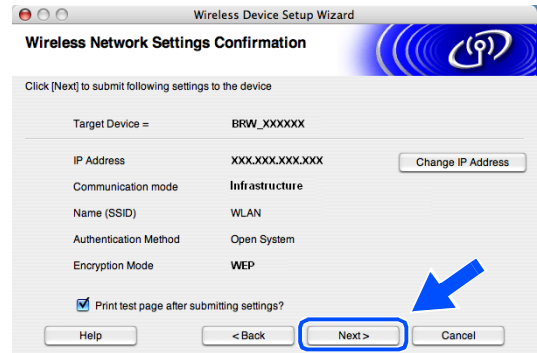 Wireless Device Setup Wizard
Wireless Network Settings Confirmation
Click [Next] to submit following settings to the device
Target Device = BRW_XXXXXX
IP Address XXX.XXX.XXX.XXX Change IP Address
Communication mode Infrastructure
Name (SSID) WLAN
Authentication Method Open System
Encryption Mode WEP
Print test page after submitting settings?
Help < Back Next > Cancel